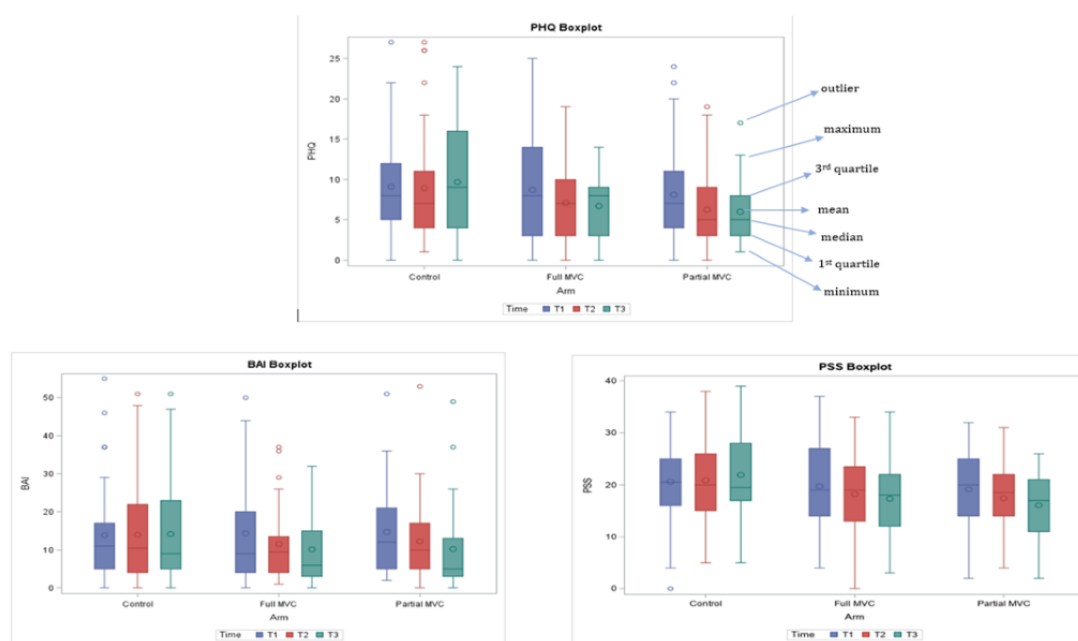 PHQ Boxplot
PHQ
25
20
15
10
5
0
Control
Full MVC
Partial MVC
Arm
Time T1 T2 T3
outlier
maximum
3rd quartile
mean
median
1st quartile
minimum
BAI Boxplot
BAI
50
40
30
20
10
0
Control
Full MVC
Partial MVC
Arm
Time T1 T2 T3
PSS Boxplot
PSS
40
30
20
10
0
Control
Full MVC
Partial MVC
Arm
Time T1 T2 T3